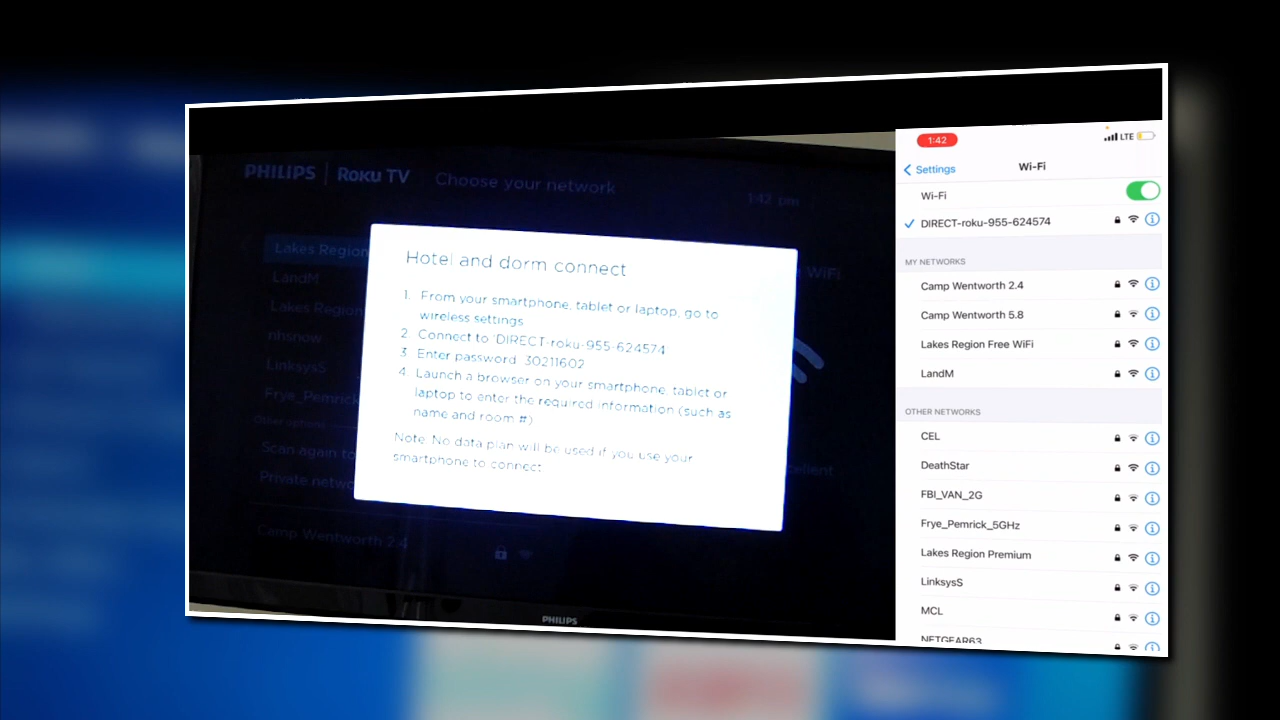 PHILIPS | Roku TV Choose your network 1:42 pm
Lakes Region
WiFi
LandM
Lakes Region
nhsnow
LinksysS
Frye_Pemrick
Other options
Scan again to
Private netwo
Camp Wentworth 2.4
Hotel and dorm connect
1. From your smartphone, tablet or laptop, go to
wireless settings
2. Connect to 'DIRECT-roku-955-624574
3 Enter password 30211602
4. Launch a browser on your smartphone, tablet or
laptop to enter the required information (such as
name and room #)
Note: No data plan will be used if you use your
smartphone to connect
PHILIPS
1:42 LTE
Settings Wi-Fi
Wi-Fi
DIRECT-roku-955-624574
MY NETWORKS
Camp Wentworth 2.4
Camp Wentworth 5.8
Lakes Region Free WiFi
LandM
OTHER NETWORKS
CEL
DeathStar
FBI_VAN_2G
Frye_Pemrick_5GHz
Lakes Region Premium
LinksysS
MCL
NETGEAR63